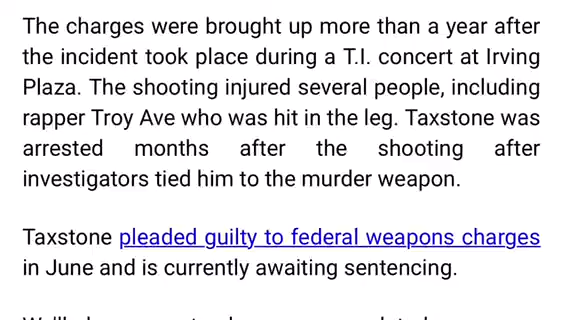 The charges were brought up more than a year after
the incident took place during a T.I. concert at Irving
Plaza. The shooting injured several people, including
rapper Troy Ave who was hit in the leg. Taxstone was
arrested months after the shooting after
investigators tied him to the murder weapon.
Taxstone pleaded guilty to federal weapons charges
in June and is currently awaiting sentencing.